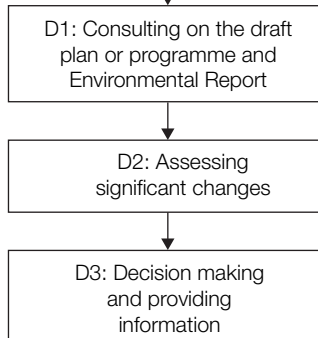 D1: Consulting on the draft
plan or programme and
Environmental Report
D2: Assessing
significant changes
D3: Decision making
and providing
information